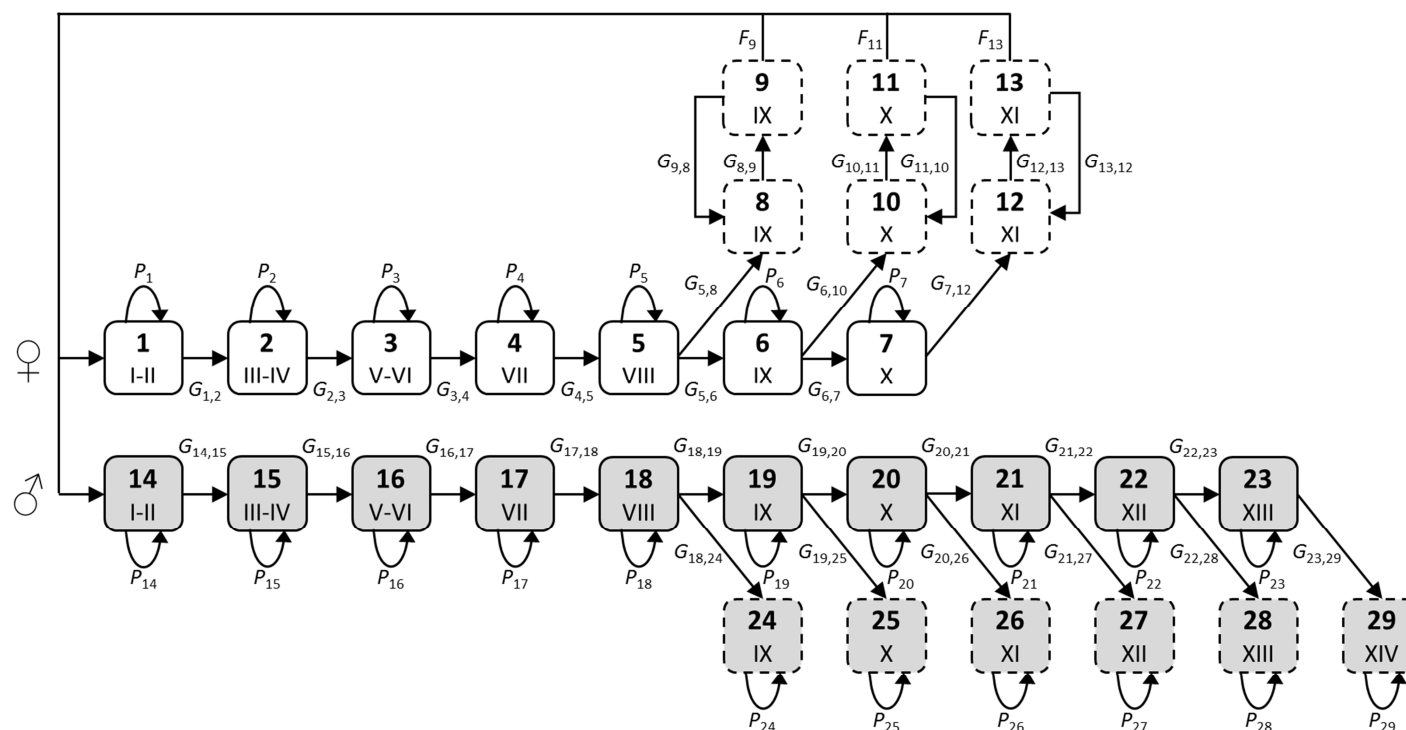 F9 F11 F13
9 11 13
IX X XI
G9,8 G8,9 G10,11 G11,10 G12,13 G13,12
8 10 12
IX X XI
P1 P2 P3 P4 P5 G5,8 P6 G6,10 P7 G7,12
♀ 1 2 3 4 5 6 7
I-II III-IV V-VI VII VIII IX X
G1,2 G2,3 G3,4 G4,5 G5,6 G6,7
G14,15 G15,16 G16,17 G17,18 G18,19 G19,20 G20,21 G21,22 G22,23
♂ 14 15 16 17 18 19 20 21 22 23
I-II III-IV V-VI VII VIII IX X XI XII XIII
G18,24 G19,25 G20,26 G21,27 G22,28 G23,29
P14 P15 P16 P17 P18 P19 P20 P21 P22 P23
24 25 26 27 28 29
IX X XI XII XIII XIV
P24 P25 P26 P27 P28 P29